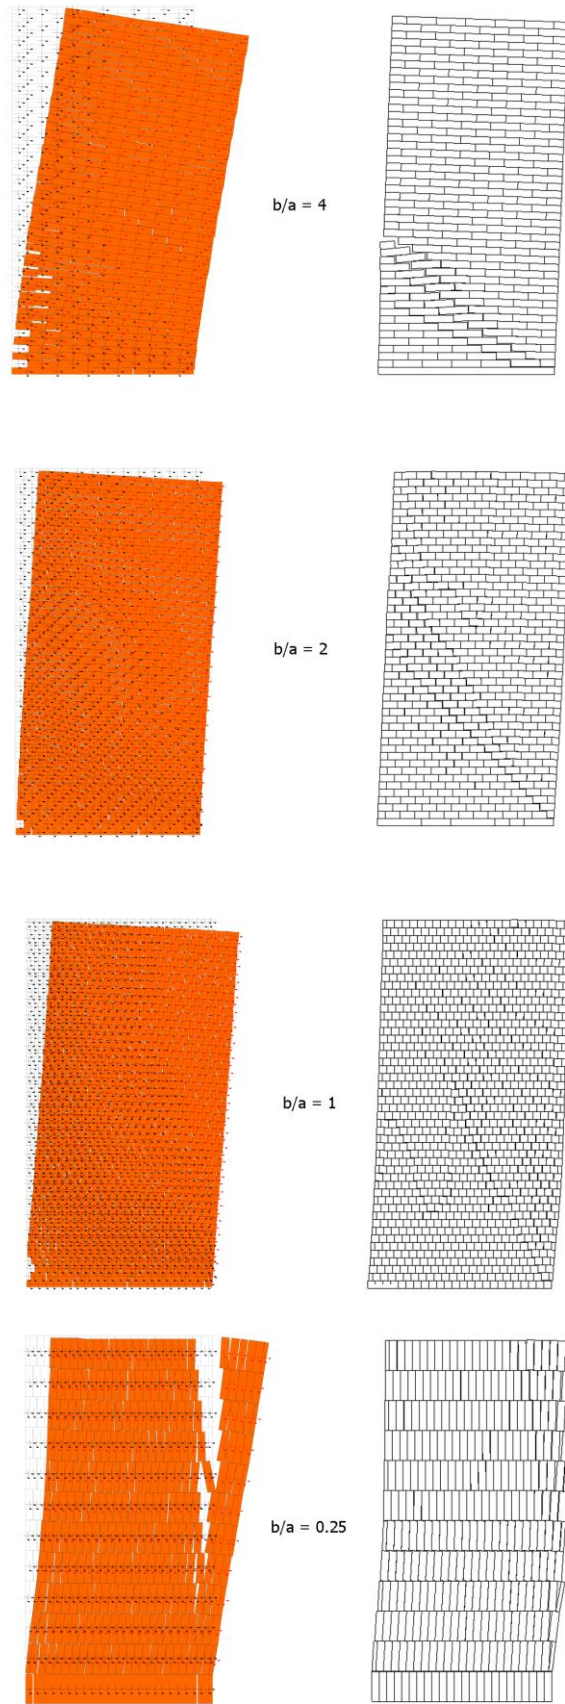 b/a = 4
b/a = 2
b/a = 1
b/a = 0.25